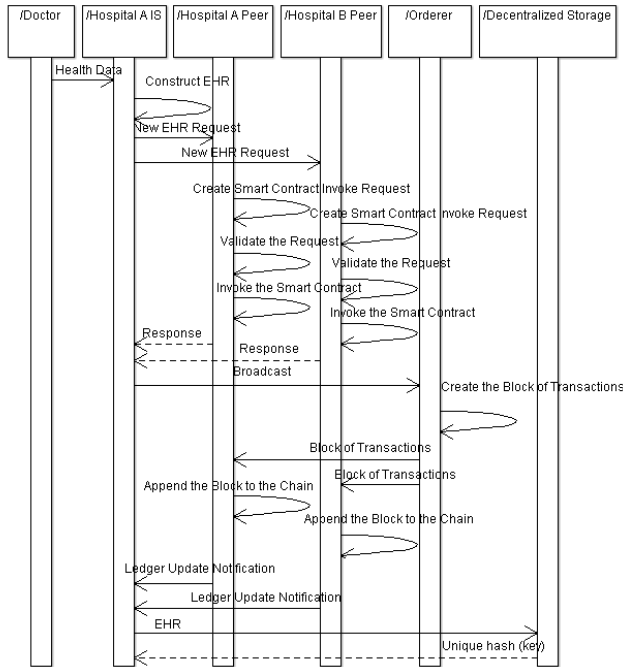 /Doctor
/Hospital A IS
/Hospital A Peer
/Hospital B Peer
/Orderer
/Decentralized Storage
Health Data
Construct EHR
New EHR Request
New EHR Request
Create Smart Contract Invoke Request
Create Smart Contract Invoke Request
Validate the Request
Validate the Request
Invoke the Smart Contract
Invoke the Smart Contract
Response
Response
Broadcast
Create the Block of Transactions
Block of Transactions
Block of Transactions
Append the Block to the Chain
Append the Block to the Chain
Ledger Update Notification
Ledger Update Notification
EHR
Unique hash (key)